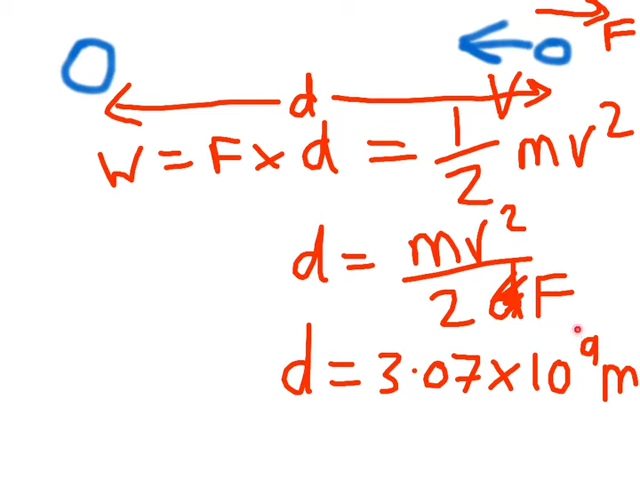 F
d
V
W = F × d = 1/2 mv²
d = mv²/2F
d = 3.07 × 10⁹ m